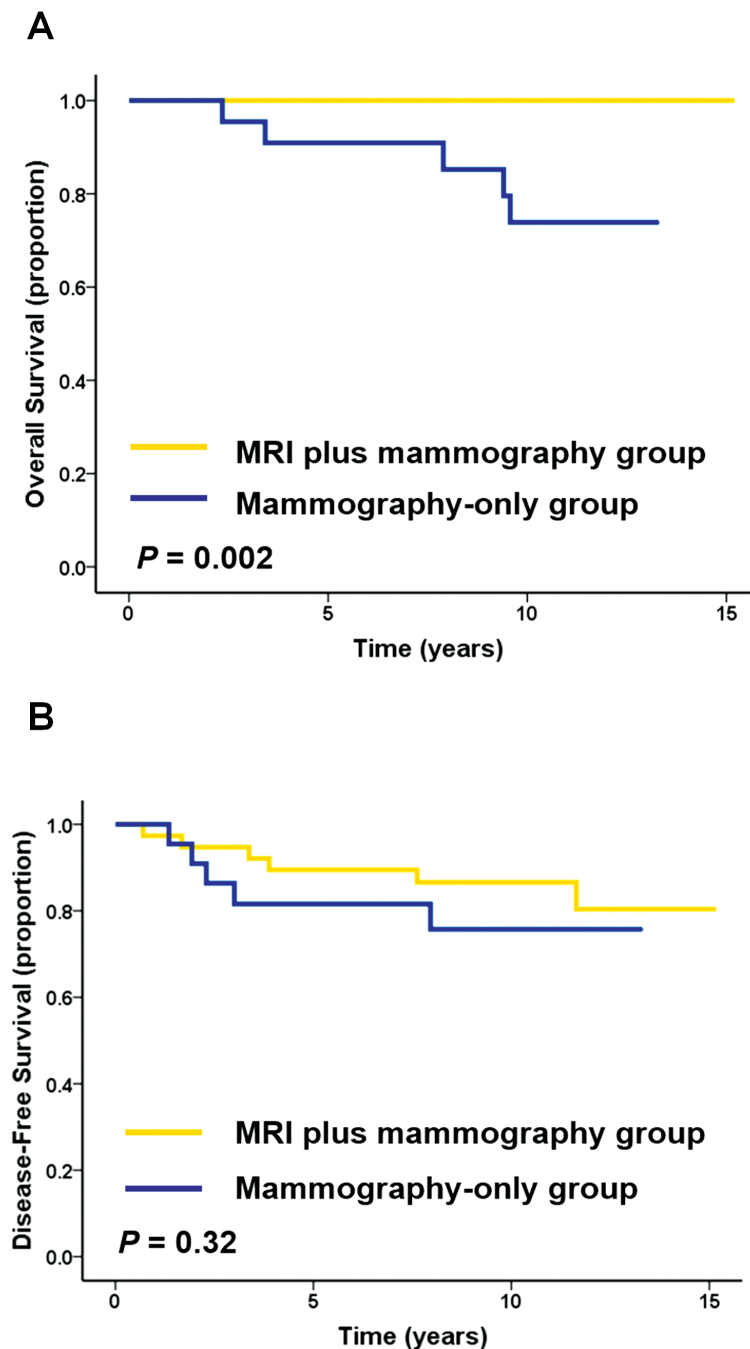 A
Overall Survival (proportion)
1.0
0.8
0.6
0.4
0.2
0.0
MRI plus mammography group
Mammography-only group
P = 0.002
0 5 10 15
Time (years)
B
Disease-Free Survival (proportion)
1.0
0.8
0.6
0.4
0.2
0.0
MRI plus mammography group
Mammography-only group
P = 0.32
0 5 10 15
Time (years)